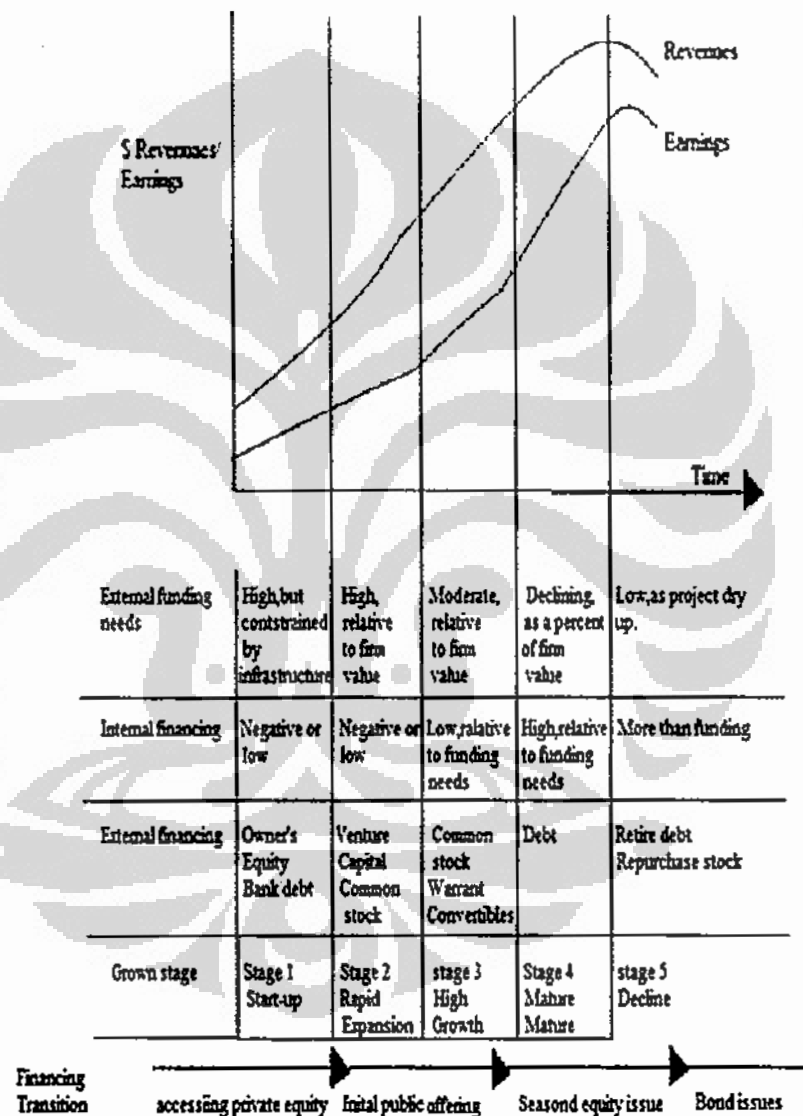 Revenues
$ Revenues/
Earnings
Earnings
Time
External funding
needs
High,but
contstrained
by
infrastructure
High,
relative
to firm
value
Moderate,
relative
to firm
value
Declining,
as a percent
of firm
value
Low,as project dry
up.
Internal financing
Negative or
low
Negative or
low
Low,ralative
to funding
needs
High,relative
to funding
needs
More than funding
External financing
Owner's
Equity
Bank debt
Venture
Capital
Common
stock
Common
stock
Warrant
Convertibles
Debt
Retire debt
Repurchase stock
Grown stage
Stage 1
Start-up
Stage 2
Rapid
Expansion
stage 3
High
Growth
Stage 4
Mature
Mature
stage 5
Decline
Financing
Transition
accessiing private equity
Inital public offering
Seasond equity issue
Bond issues